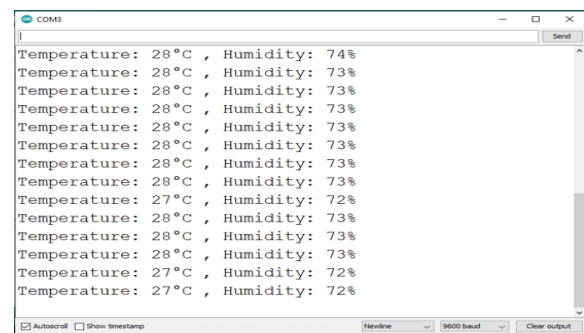 COM3
Send
Temperature: 28°C , Humidity: 74%
Temperature: 28°C , Humidity: 73%
Temperature: 28°C , Humidity: 73%
Temperature: 28°C , Humidity: 73%
Temperature: 28°C , Humidity: 73%
Temperature: 28°C , Humidity: 73%
Temperature: 28°C , Humidity: 73%
Temperature: 28°C , Humidity: 73%
Temperature: 27°C , Humidity: 72%
Temperature: 28°C , Humidity: 73%
Temperature: 28°C , Humidity: 73%
Temperature: 28°C , Humidity: 73%
Temperature: 27°C , Humidity: 72%
Temperature: 27°C , Humidity: 72%
Autoscroll Show timestamp Newline 9600 baud Clear output